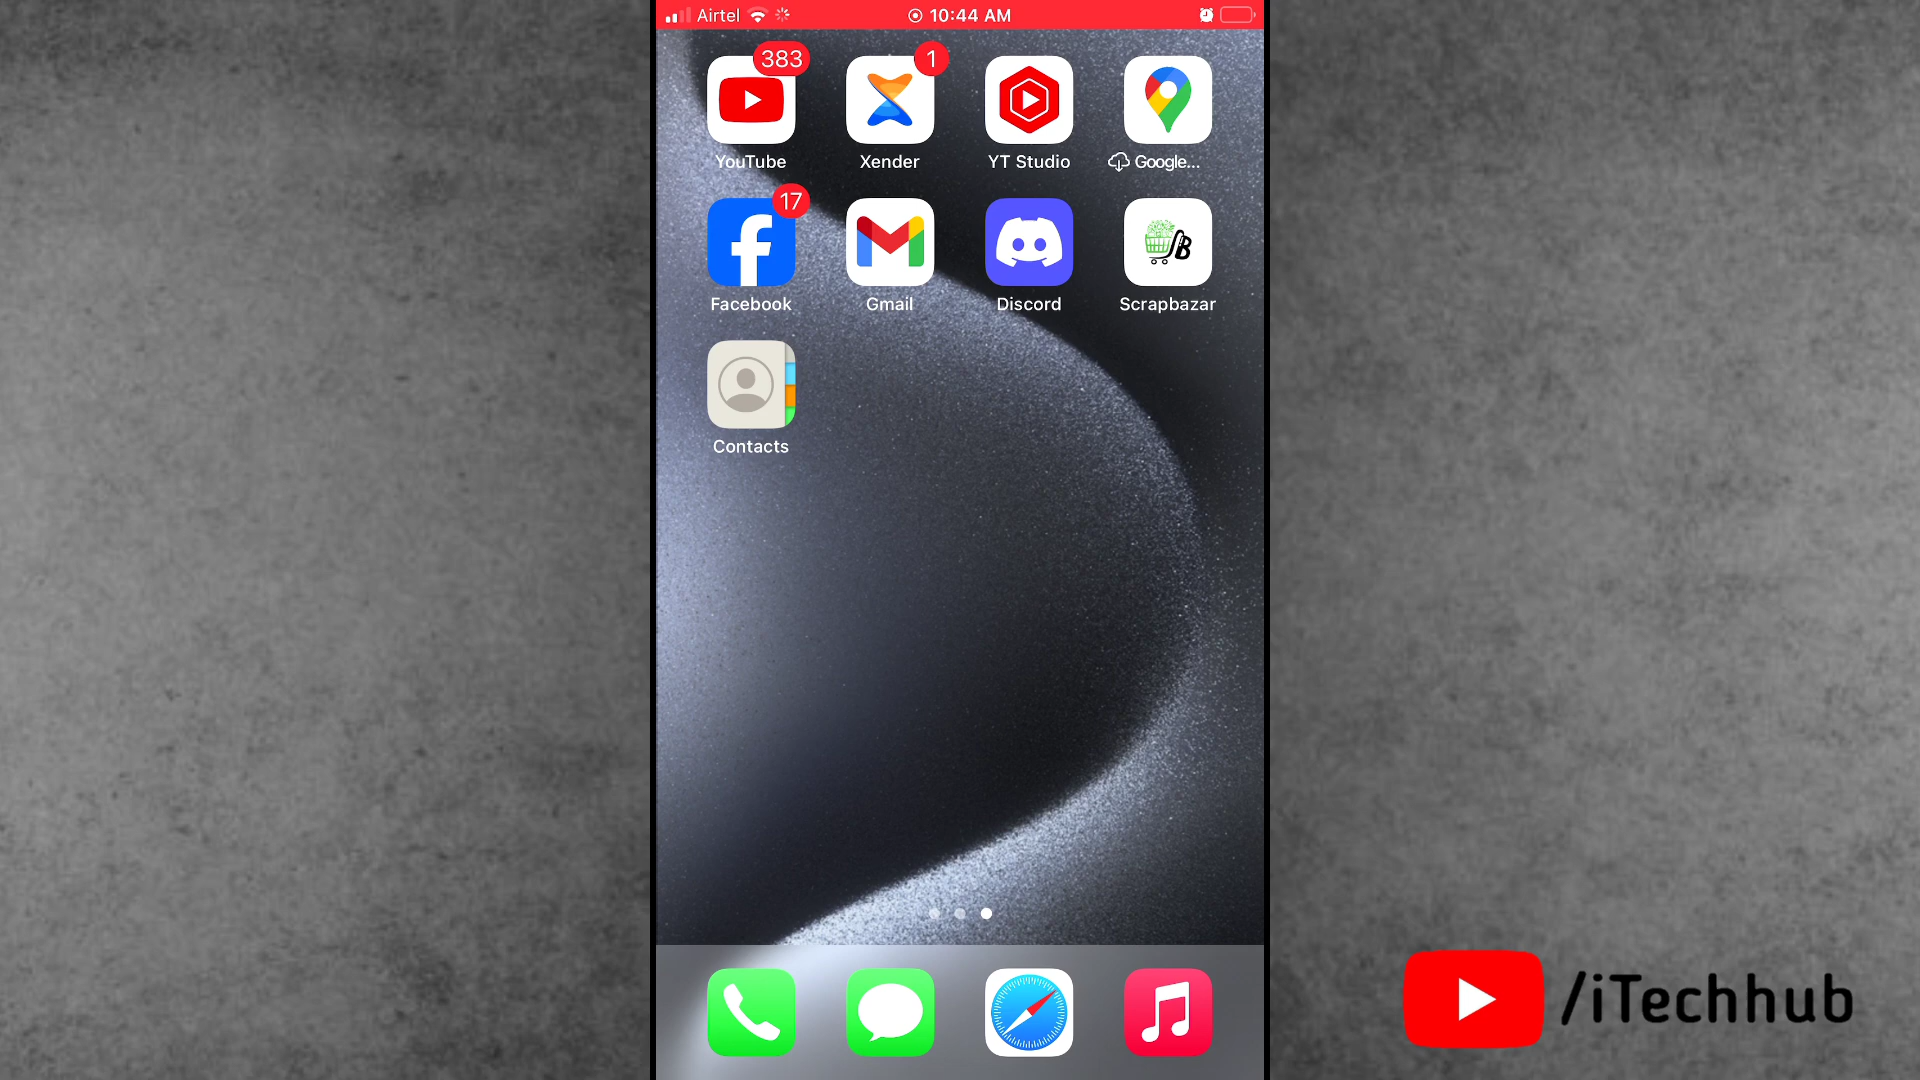 Airtel 10:44 AM
383 1
YouTube Xender YT Studio Google...
17
Facebook Gmail Discord Scrapbazar
Contacts
/iTechhub